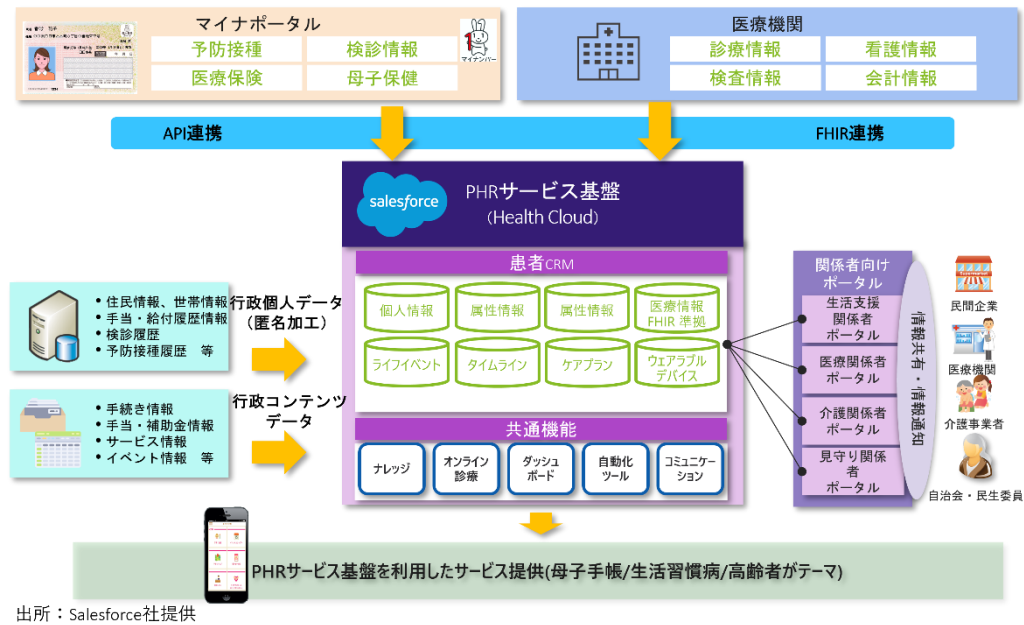 マイナポータル
予防接種
検診情報
医療保険
母子保健
マイナンバー
医療機関
診療情報
看護情報
検査情報
会計情報
API連携
FHIR連携
salesforce
PHRサービス基盤
(Health Cloud)
患者CRM
個人情報
属性情報
属性情報
医療情報
FHIR 準拠
ライフイベント
タイムライン
ケアプラン
ウェアラブル
デバイス
共通機能
ナレッジ
オンライン
診療
ダッシュ
ボード
自動化
ツール
コミュニケー
ション
• 住民情報、世帯情報
• 手当・給付履歴情報
• 検診履歴
• 予防接種履歴　等
行政個人データ
（匿名加工）
• 手続き情報
• 手当・補助金情報
• サービス情報
• イベント情報　等
行政コンテンツ
データ
関係者向け
ポータル
生活支援
関係者
ポータル
医療関係者
ポータル
介護関係者
ポータル
見守り関係
者
ポータル
情報共有・情報通知
民間企業
医療機関
介護事業者
自治会・民生委員
PHRサービス基盤を利用したサービス提供(母子手帳/生活習慣病/高齢者がテーマ)
出所：Salesforce社提供